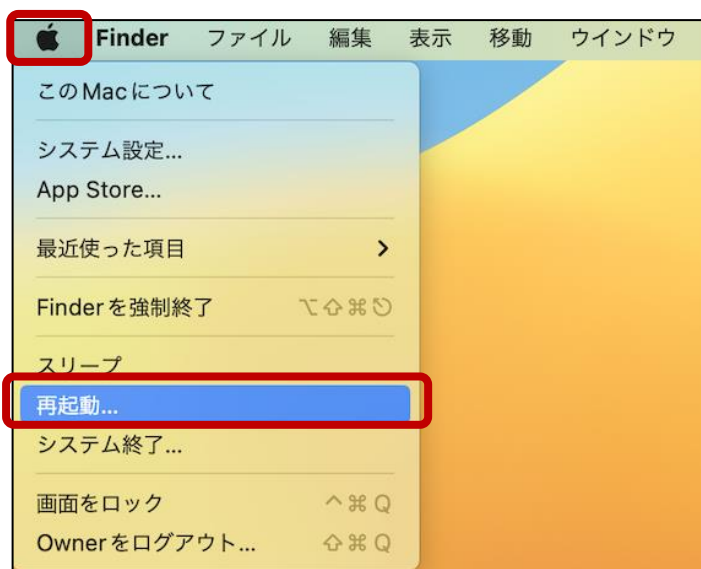 Finder ファイル 編集 表示 移動 ウインドウ
このMacについて
システム設定...
App Store...
最近使った項目
Finderを強制終了 ⌥⇧⌘⎋
スリープ
再起動...
システム終了...
画面をロック ^⌘Q
Ownerをログアウト... ⇧⌘Q